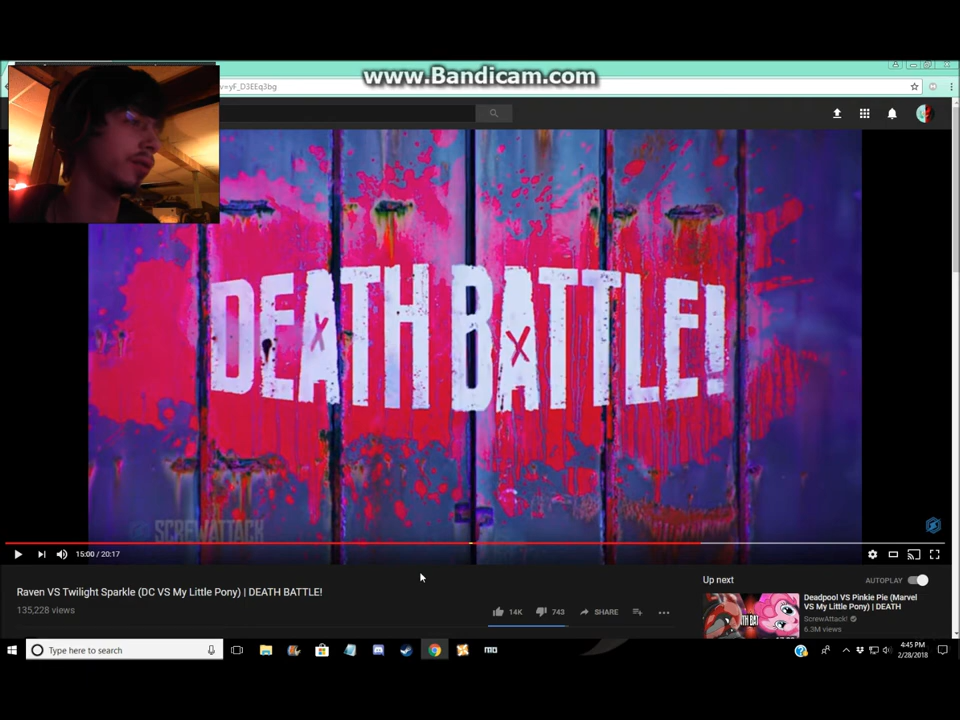 www.Bandicam.com
v=yF_D3EEq3bg
DEATH BATTLE!
SCREWATTACK
15:00 / 20:17
Raven VS Twilight Sparkle (DC VS My Little Pony) | DEATH BATTLE!
135,228 views
14K
743
SHARE
Up next
AUTOPLAY
Deadpool VS Pinkie Pie (Marvel
VS My Little Pony) | DEATH
ScrewAttack!
6.3M views
Type here to search
4:45 PM
2/28/2018